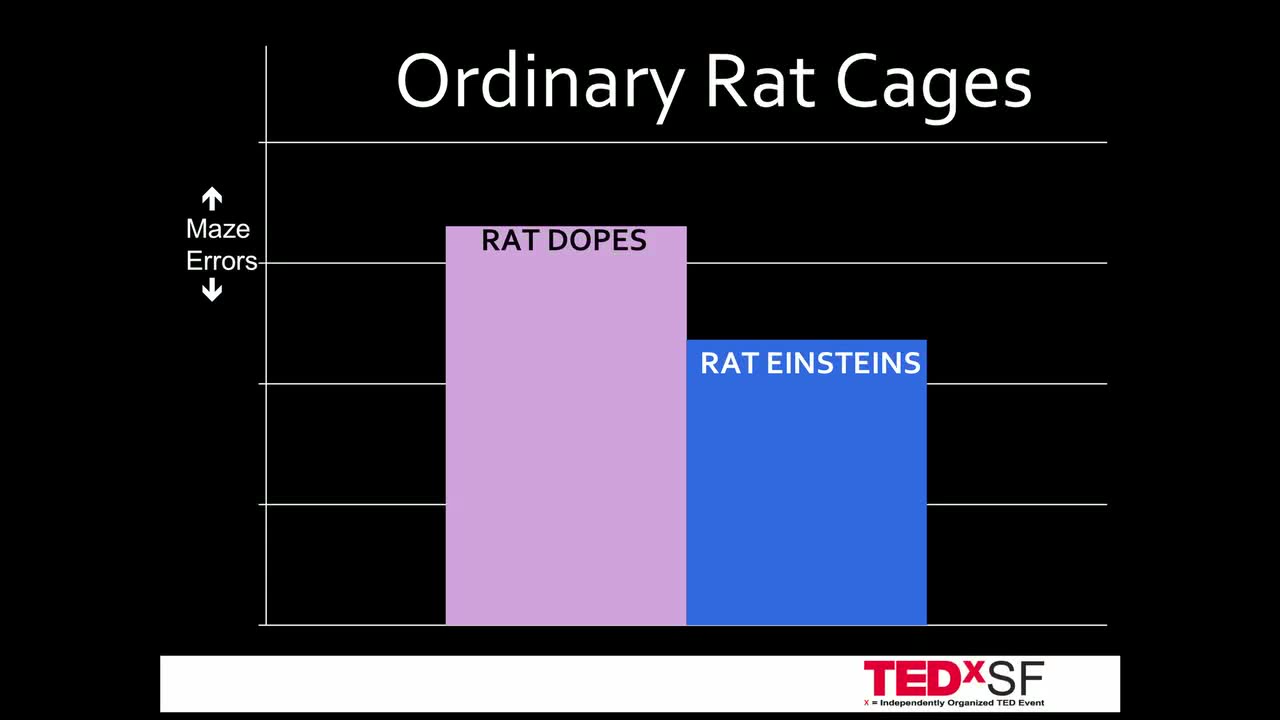 Ordinary Rat Cages
Maze
Errors
RAT DOPES
RAT EINSTEINS
TEDxSF
x = Independently Organized TED Event